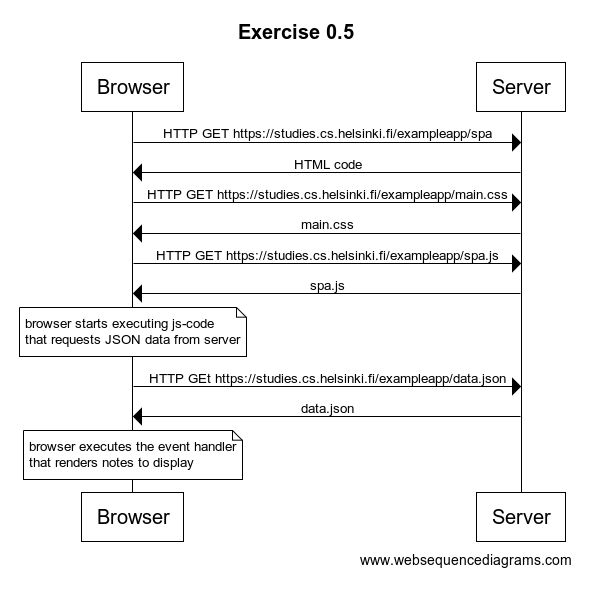 Exercise 0.5
Browser
Server
HTTP GET https://studies.cs.helsinki.fi/exampleapp/spa
HTML code
HTTP GET https://studies.cs.helsinki.fi/exampleapp/main.css
main.css
HTTP GET https://studies.cs.helsinki.fi/exampleapp/spa.js
spa.js
browser starts executing js-code
that requests JSON data from server
HTTP GEt https://studies.cs.helsinki.fi/exampleapp/data.json
data.json
browser executes the event handler
that renders notes to display
Browser
Server
www.websequencediagrams.com